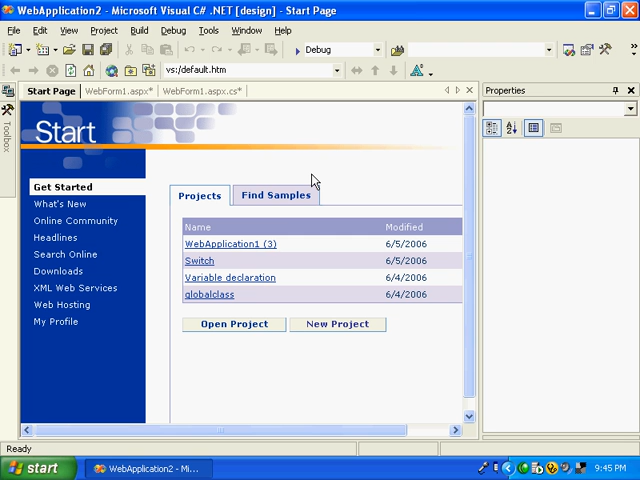 WebApplication2 - Microsoft Visual C# .NET [design] - Start Page
File Edit View Project Build Debug Tools Window Help
Debug
vs:/default.htm
Start Page WebForm1.aspx* WebForm1.aspx.cs*
Properties
Toolbox
Start
Get Started
What's New
Online Community
Headlines
Search Online
Downloads
XML Web Services
Web Hosting
My Profile
Projects Find Samples
Name Modified
WebApplication1 (3) 6/5/2006
Switch 6/5/2006
Variable declaration 6/4/2006
globalclass 6/4/2006
Open Project New Project
Ready
start WebApplication2 - Mi... 9:45 PM